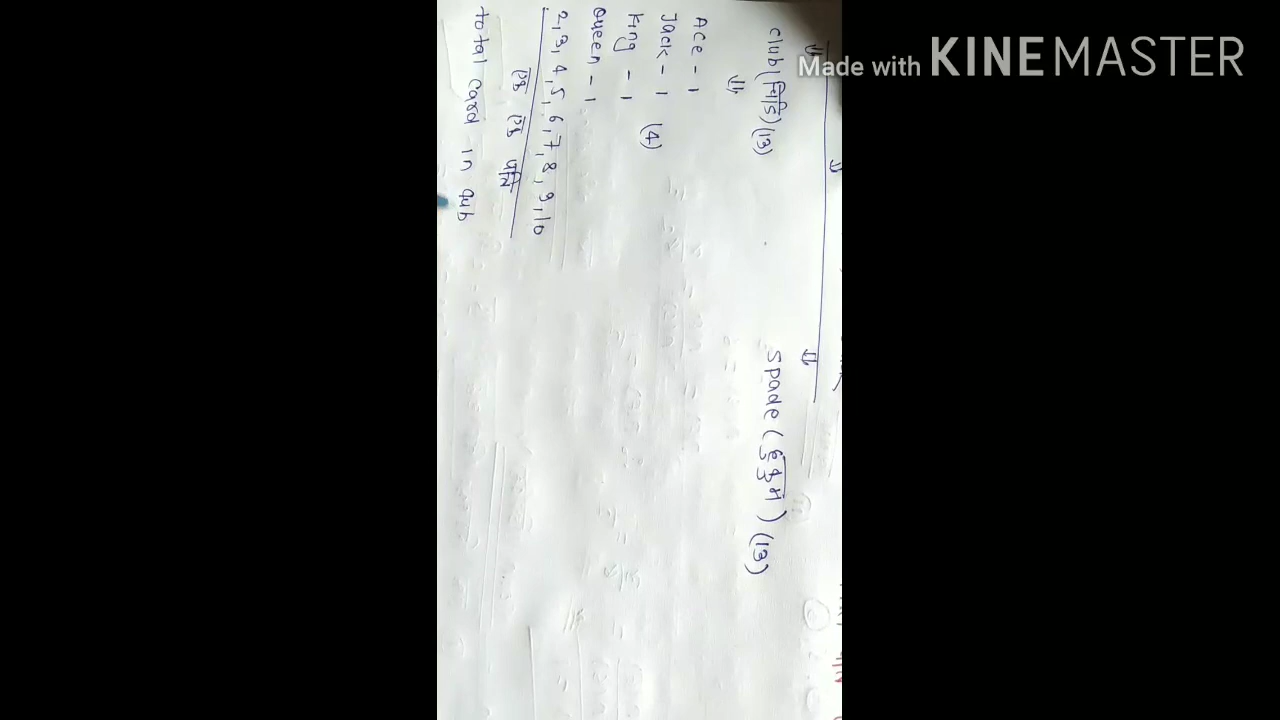 Made with KINEMASTER
club (चिड़ि) (13)
spade (हुकुम) (13)
Ace - 1
Jack - 1
King - 1 (4)
Queen - 1
2, 3, 4, 5, 6, 7, 8, 9, 10
एक एक पत्ति
total card in